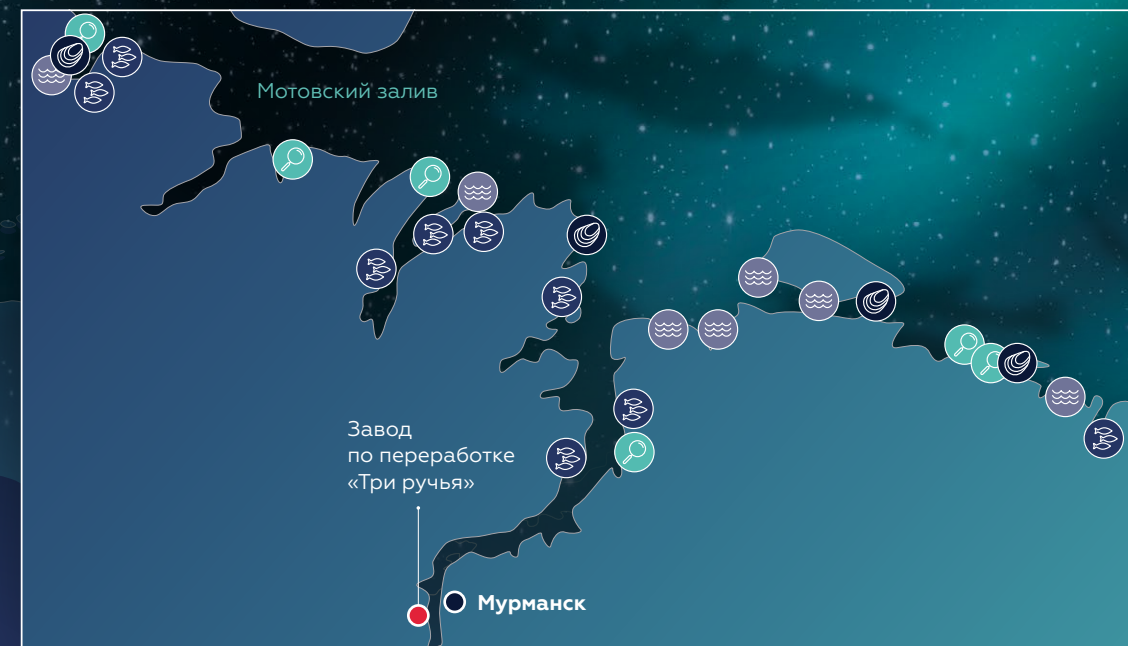 Мотовский залив
Завод
по переработке
«Три ручья»
Мурманск